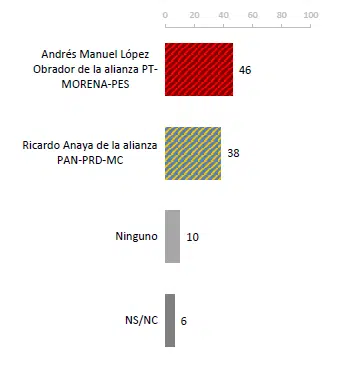 0 20 40 60 80 100
Andrés Manuel López
Obrador de la alianza PT-
MORENA-PES
46
Ricardo Anaya de la alianza
PAN-PRD-MC
38
Ninguno
10
NS/NC
6